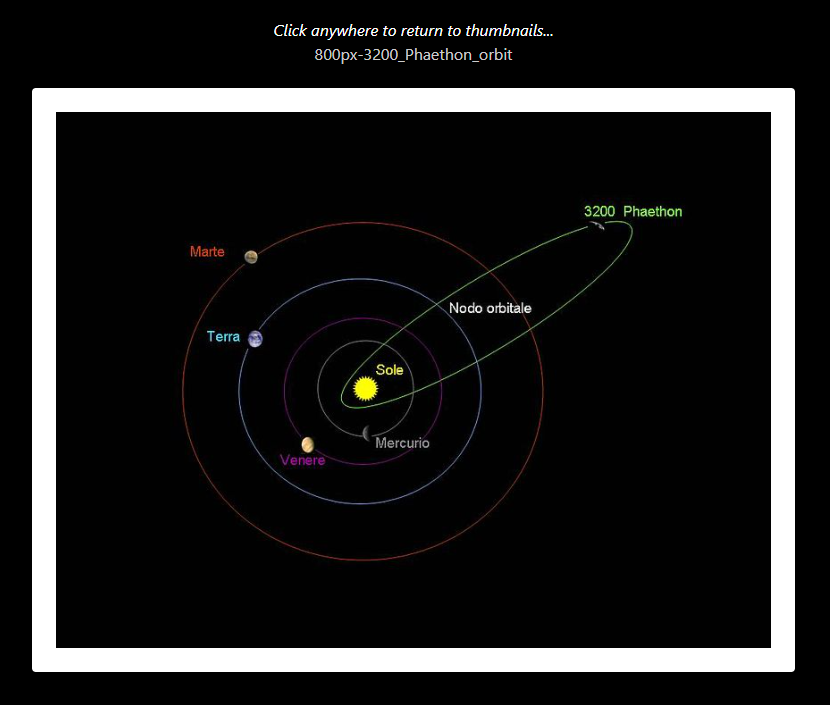 Click anywhere to return to thumbnails...
800px-3200_Phaethon_orbit
3200 Phaethon
Marte
Nodo orbitale
Terra
Sole
Mercurio
Venere